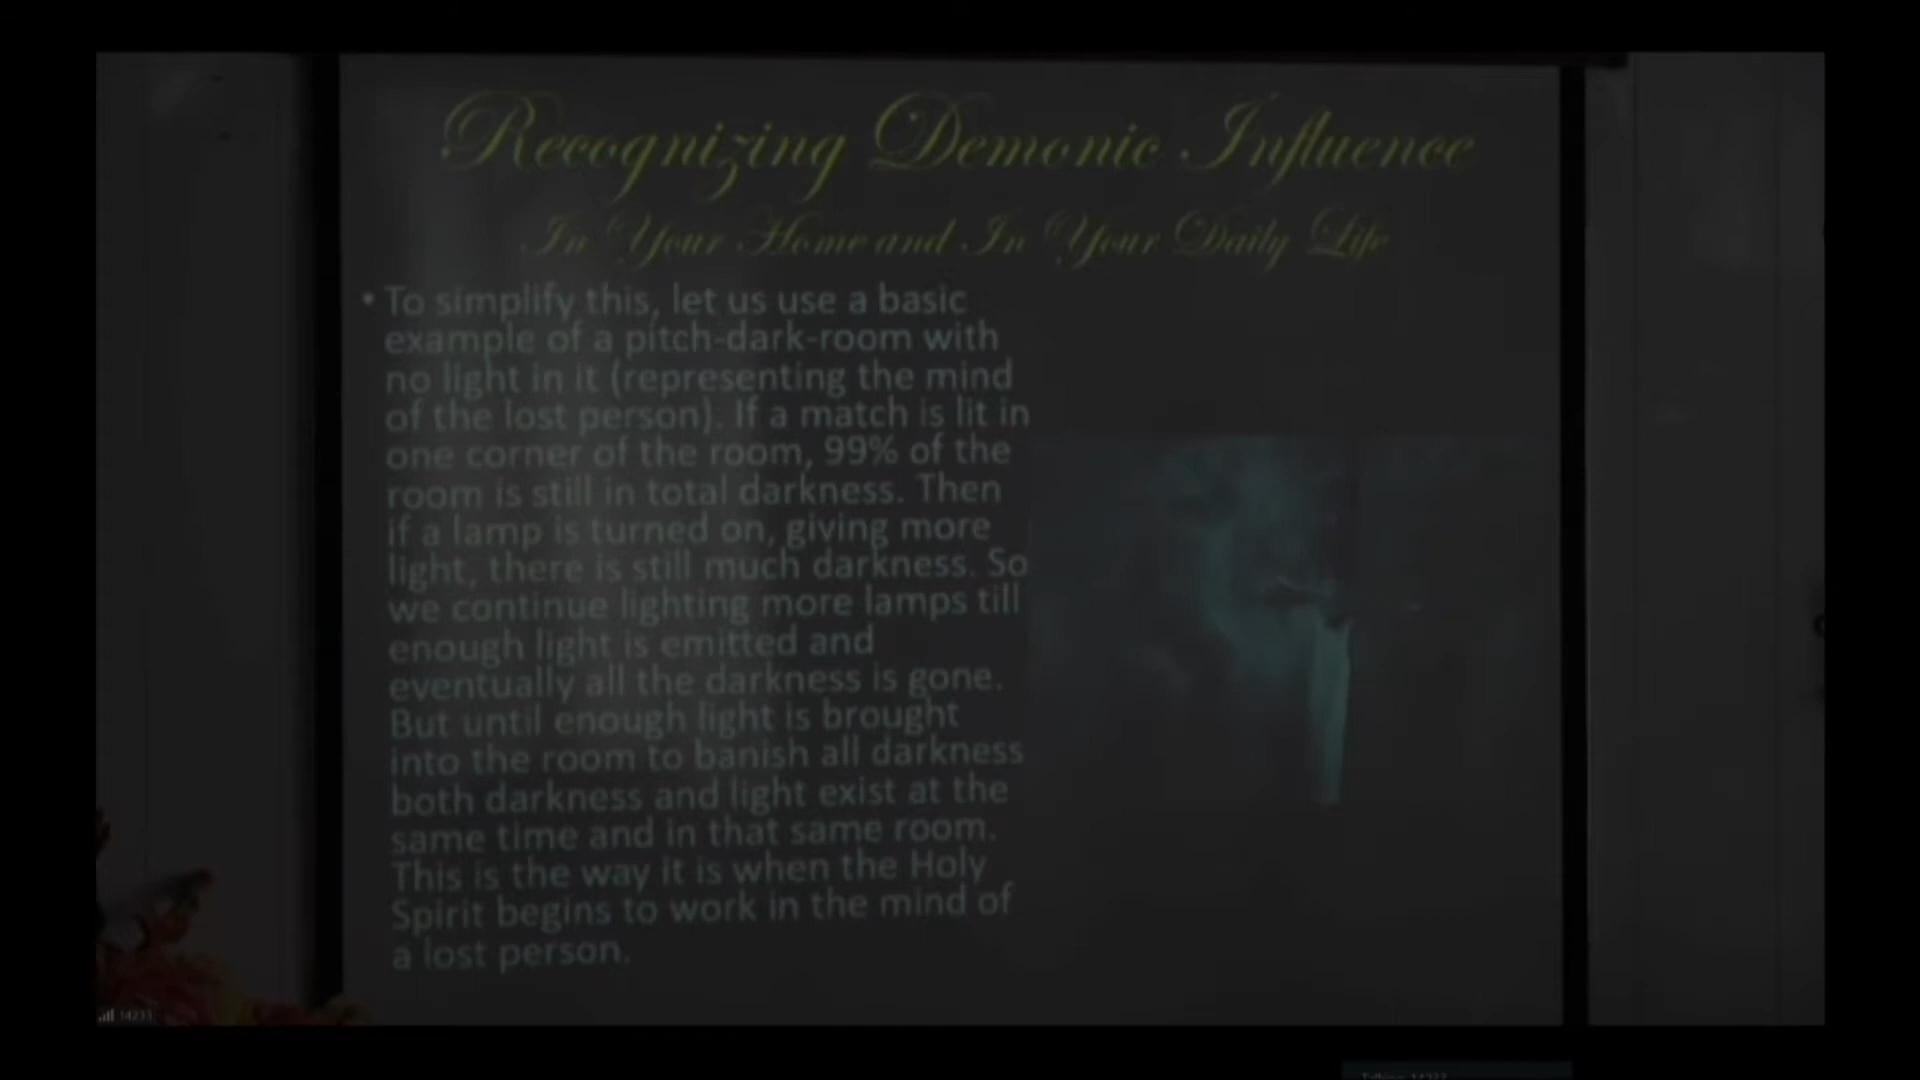 Recognizing Demonic Influence
In Your Home and In Your Daily Life
• To simplify this, let us use a basic
example of a pitch-dark-room with
no light in it (representing the mind
of the lost person). If a match is lit in
one corner of the room, 99% of the
room is still in total darkness. Then
if a lamp is turned on, giving more
light, there is still much darkness. So
we continue lighting more lamps till
enough light is emitted and
eventually all the darkness is gone.
But until enough light is brought
into the room to banish all darkness
both darkness and light exist at the
same time and in that same room.
This is the way it is when the Holy
Spirit begins to work in the mind of
a lost person.
14233